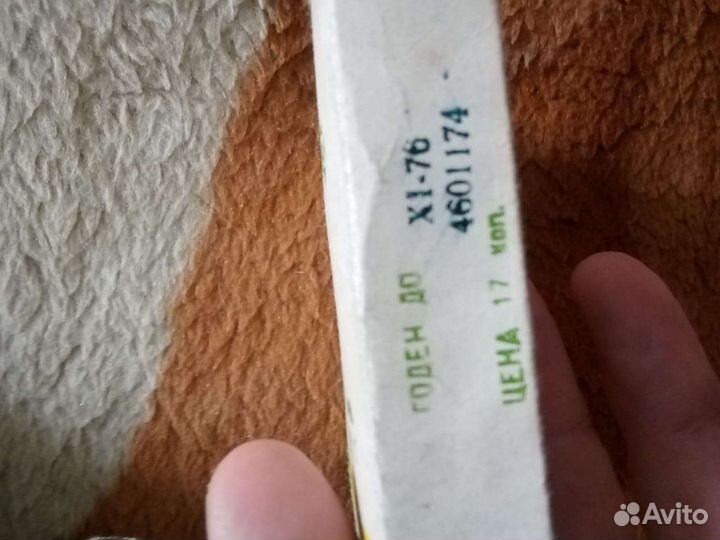 ГОДЕН ДО XI-76
4601174
ЦЕНА 17 коп.
Avito